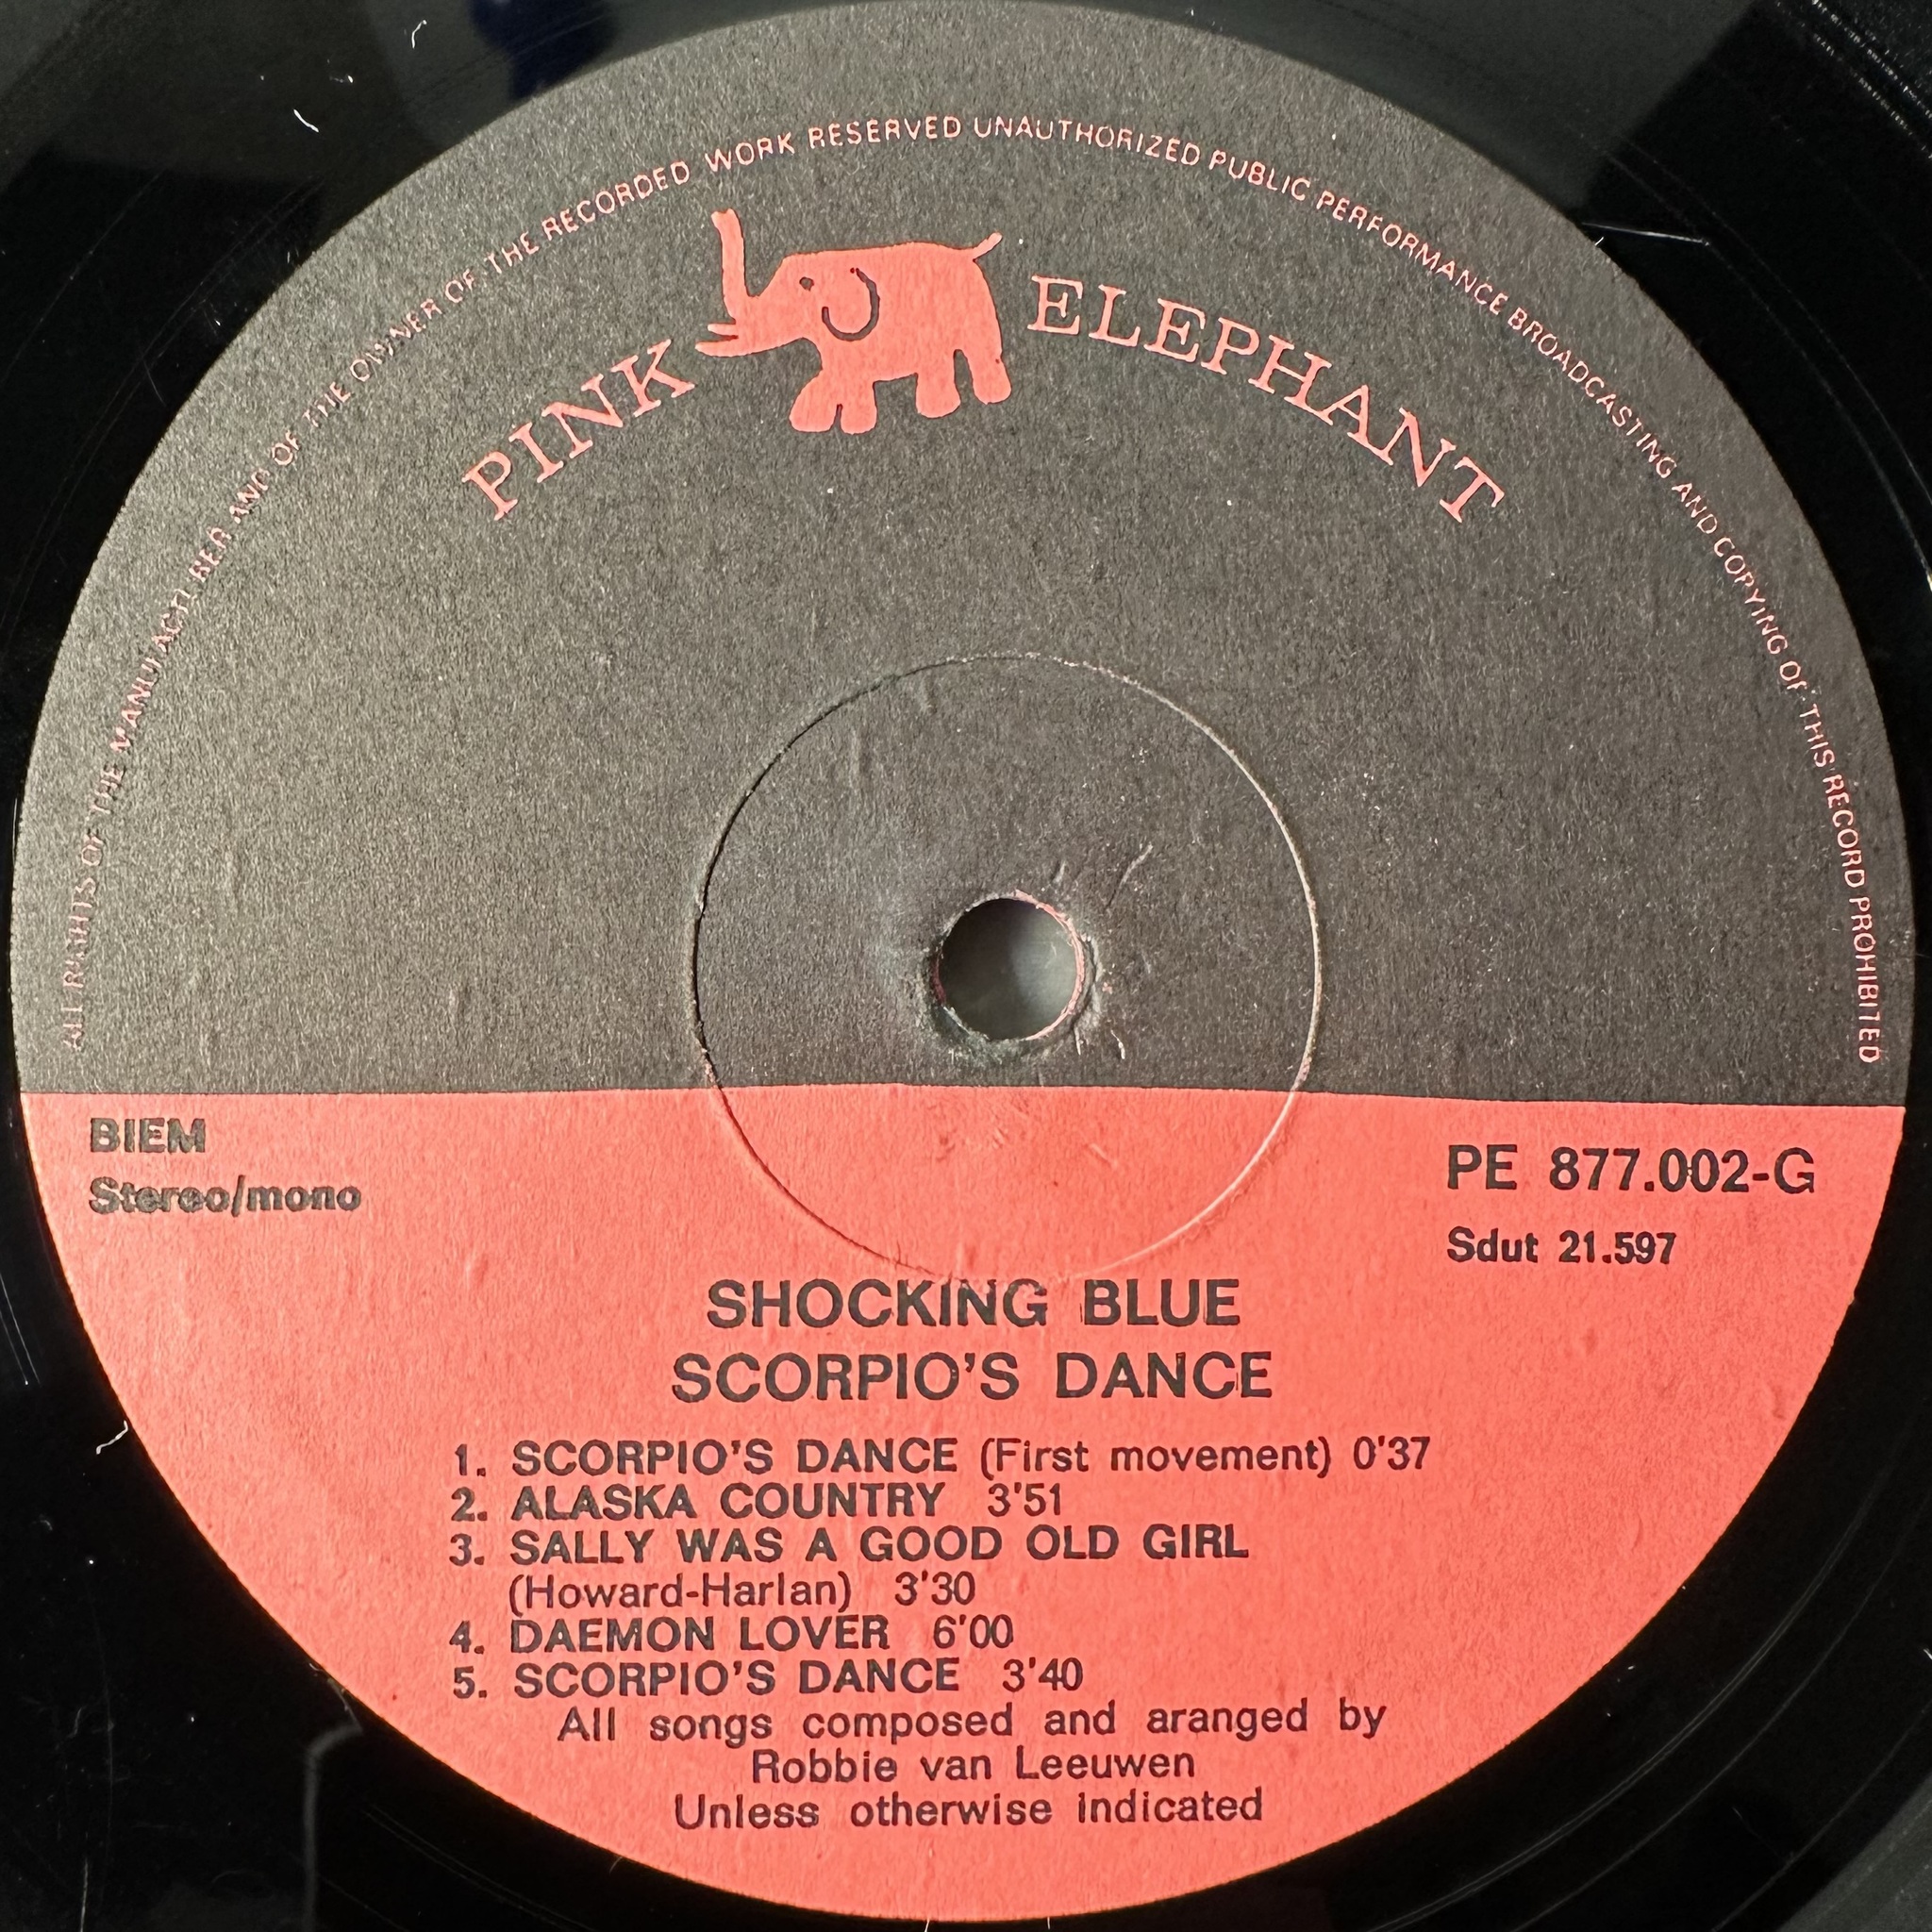 ALL RIGHTS OF THE MANUFACTURER AND OF THE OWNER OF THE RECORDED WORK RESERVED UNAUTHORIZED PUBLIC PERFORMANCE BROADCASTING AND COPYING OF THIS RECORD PROHIBITED
PINK ELEPHANT
BIEM
Stereo/mono
PE 877.002-G
Sdut 21.597
SHOCKING BLUE
SCORPIO'S DANCE
1. SCORPIO'S DANCE (First movement) 0'37
2. ALASKA COUNTRY 3'51
3. SALLY WAS A GOOD OLD GIRL
(Howard-Harlan) 3'30
4. DAEMON LOVER 6'00
5. SCORPIO'S DANCE 3'40
All songs composed and aranged by
Robbie van Leeuwen
Unless otherwise indicated